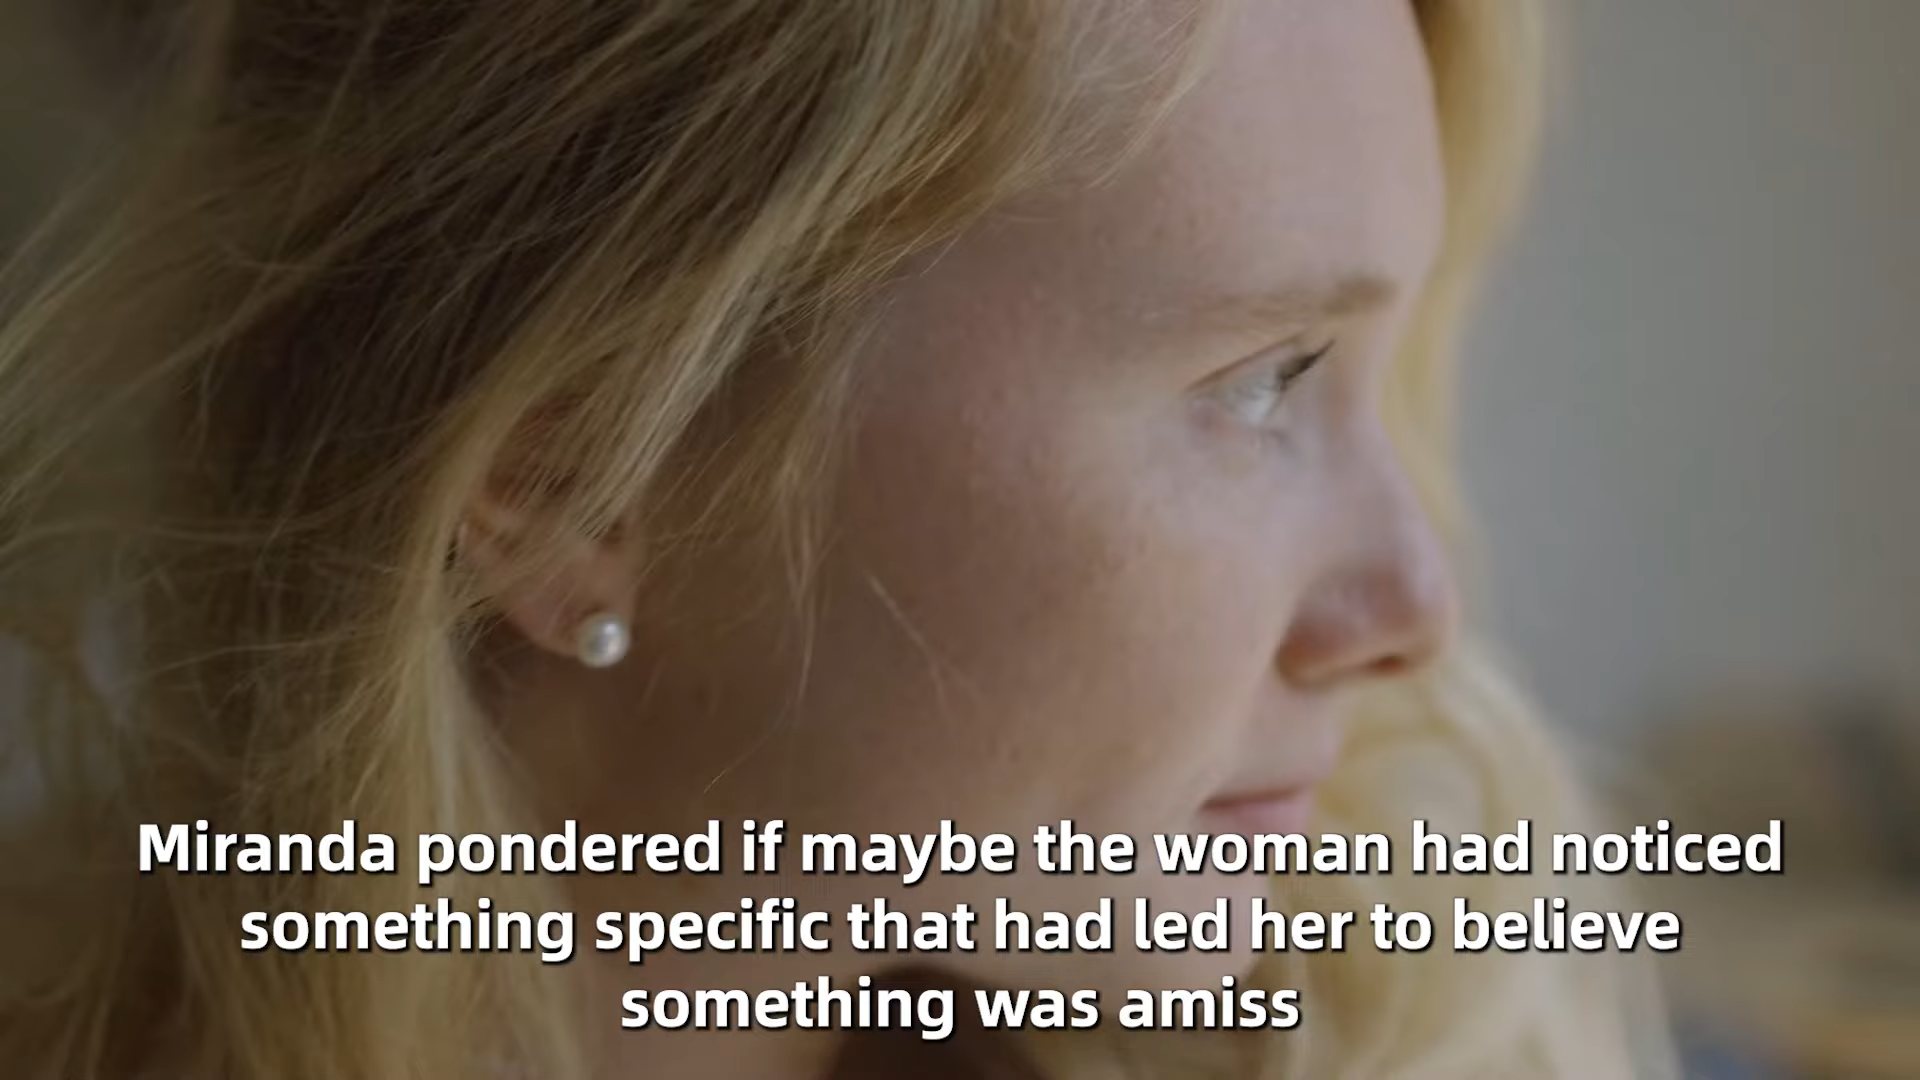 Miranda pondered if maybe the woman had noticed
something specific that had led her to believe
something was amiss